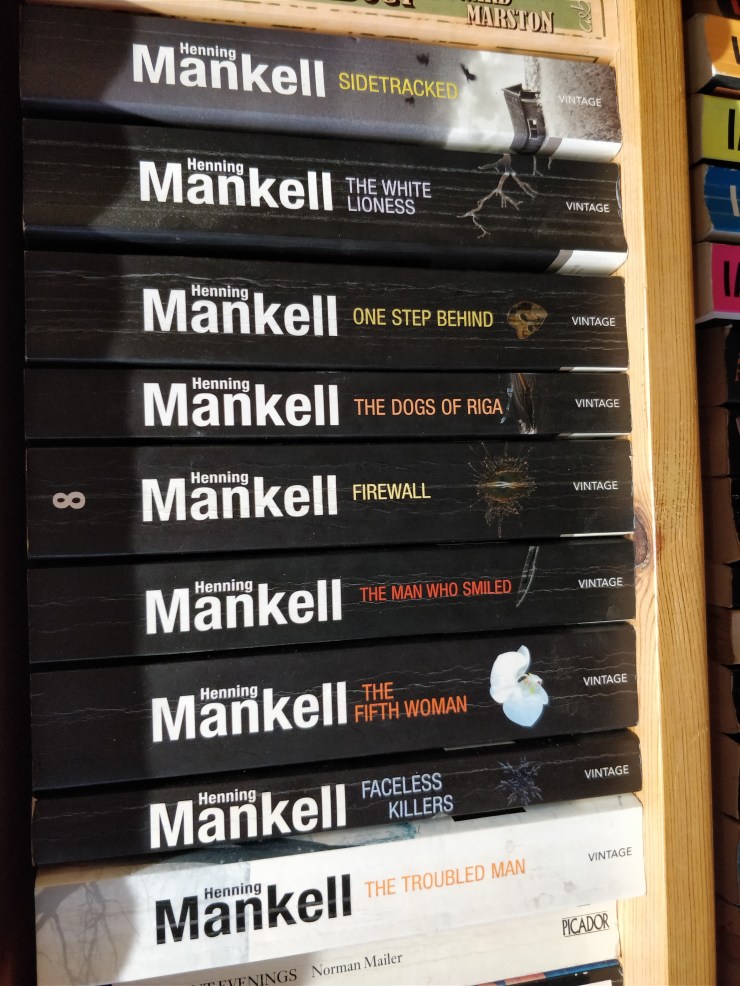 MARSTON
Henning
Mankell SIDETRACKED VINTAGE
Henning
Mankell THE WHITE
LIONESS VINTAGE
Henning
Mankell ONE STEP BEHIND VINTAGE
Henning
Mankell THE DOGS OF RIGA VINTAGE
8
Henning
Mankell FIREWALL VINTAGE
Henning
Mankell THE MAN WHO SMILED VINTAGE
Henning
Mankell THE
FIFTH WOMAN VINTAGE
Henning
Mankell FACELESS
KILLERS VINTAGE
Henning
Mankell THE TROUBLED MAN VINTAGE
PICADOR
EVENINGS Norman Mailer